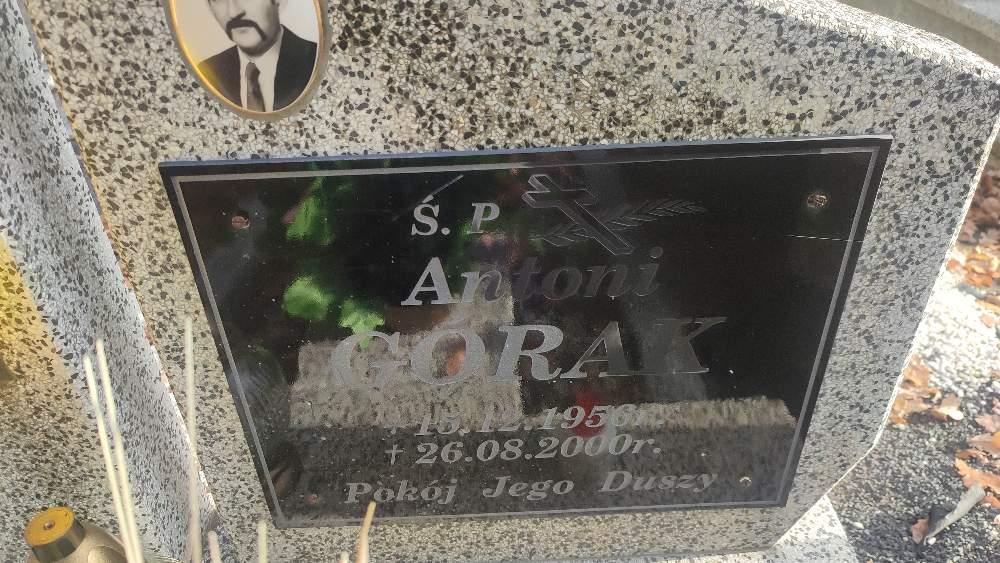 Ś. P.
Antoni
GORAK
* 15.12.1956r.
+ 26.08.2000r.
Pokój Jego Duszy